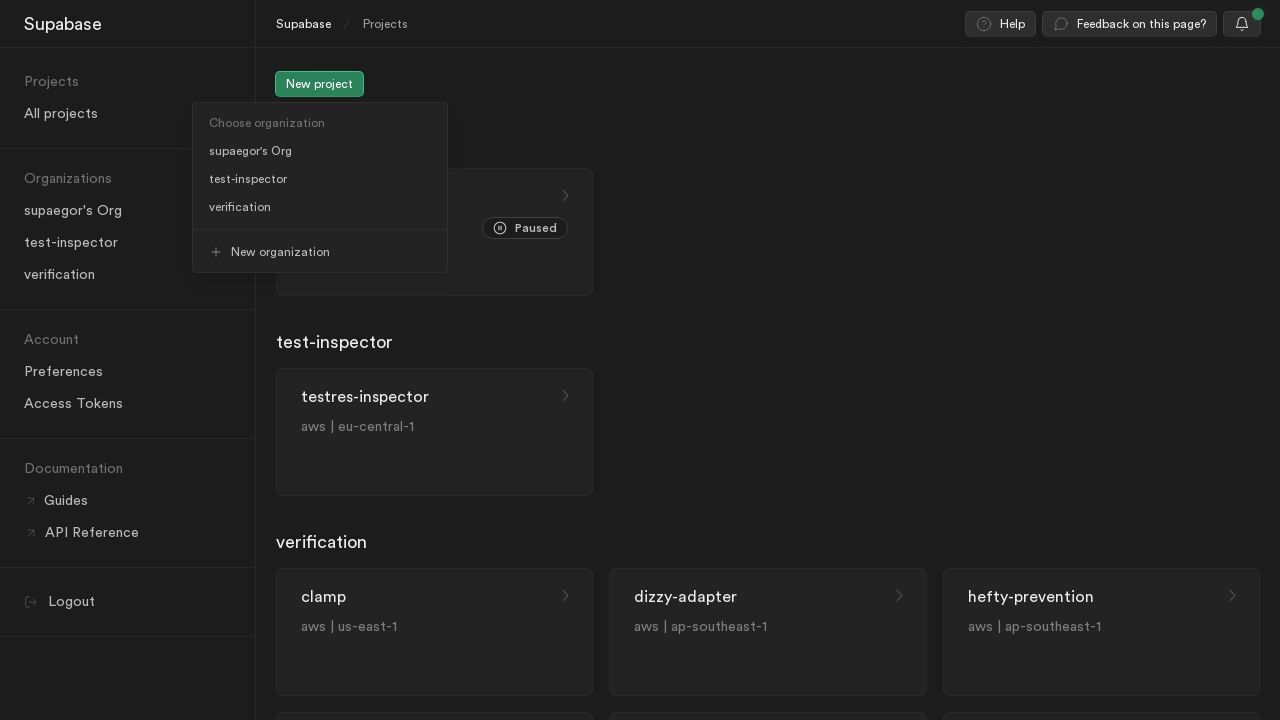 Supabase
Projects
All projects
Organizations
supaegor's Org
test-inspector
verification
Account
Preferences
Access Tokens
Documentation
Guides
API Reference
Logout
Supabase / Projects
Help
Feedback on this page?
New project
Choose organization
supaegor's Org
test-inspector
verification
New organization
Paused
test-inspector
testres-inspector
aws | eu-central-1
verification
clamp
aws | us-east-1
dizzy-adapter
aws | ap-southeast-1
hefty-prevention
aws | ap-southeast-1